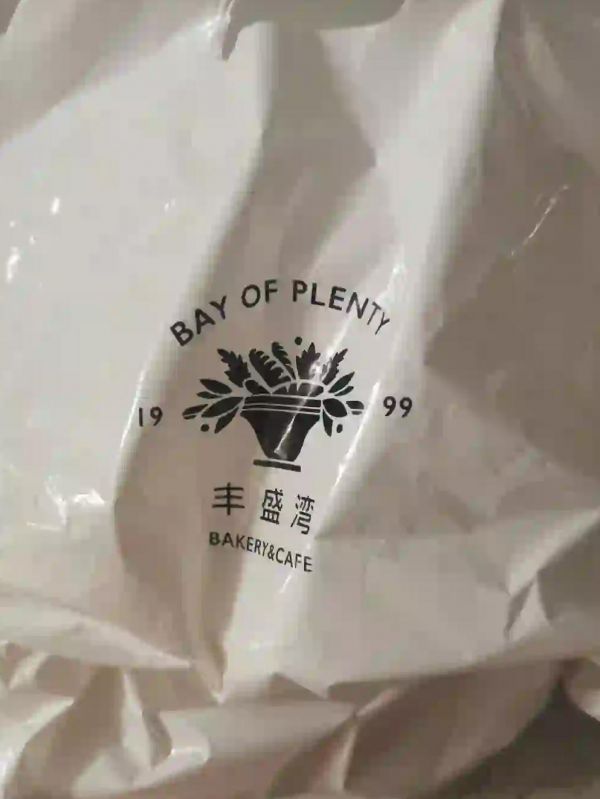 BAY OF PLENTY
19 99
丰盛湾
BAKERY&CAFE